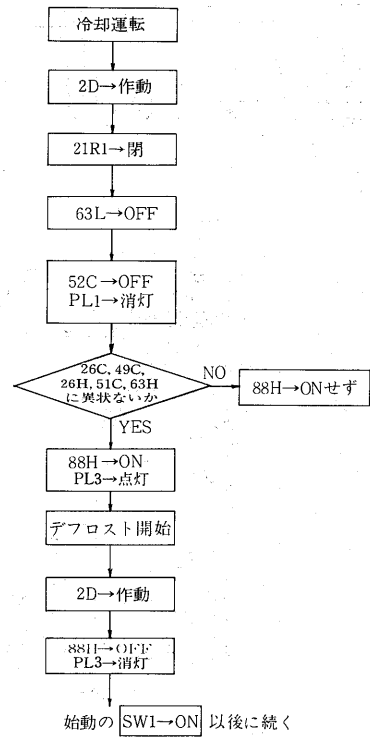 冷却運転
2D→作動
21R1→閉
63L→OFF
52C→OFF
PL1→消灯
26C, 49C,
26H, 51C, 63H
に異状ないか
NO
88H→ONせず
YES
88H→ON
PL3→点灯
デフロスト開始
2D→作動
88H→OFF
PL3→消灯
始動の SW1→ON 以後に続く